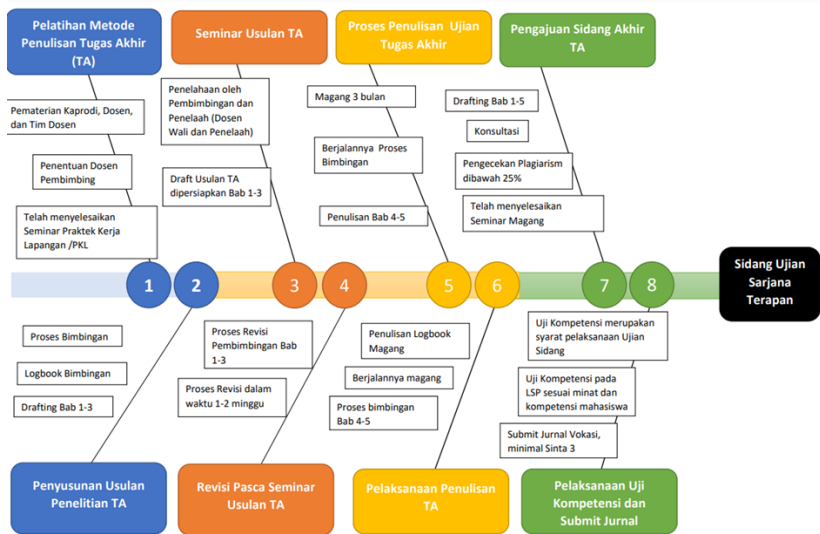 Pelatihan Metode
Penulisan Tugas Akhir
(TA)
Seminar Usulan TA
Proses Penulisan Ujian
Tugas Akhir
Pengajuan Sidang Akhir
TA
Pematerian Kaprodi, Dosen,
dan Tim Dosen
Penentuan Dosen
Pembimbing
Telah menyelesaikan
Seminar Praktek Kerja
Lapangan /PKL
Penelahaan oleh
Pembimbingan dan
Penelaah (Dosen
Wali dan Penelaah)
Draft Usulan TA
dipersiapkan Bab 1-3
Magang 3 bulan
Berjalannya Proses
Bimbingan
Penulisan Bab 4-5
Drafting Bab 1-5
Konsultasi
Pengecekan Plagiarism
dibawah 25%
Telah menyelesaikan
Seminar Magang
1
2
3
4
5
6
7
8
Sidang Ujian
Sarjana
Terapan
Proses Bimbingan
Logbook Bimbingan
Drafting Bab 1-3
Proses Revisi
Pembimbingan Bab
1-3
Proses Revisi dalam
waktu 1-2 minggu
Penulisan Logbook
Magang
Berjalannya magang
Proses bimbingan
Bab 4-5
Uji Kompetensi merupakan
syarat pelaksanaan Ujian
Sidang
Uji Kompetensi pada
LSP sesuai minat dan
kompetensi mahasiswa
Submit Jurnal Vokasi,
minimal Sinta 3
Penyusunan Usulan
Penelitian TA
Revisi Pasca Seminar
Usulan TA
Pelaksanaan Penulisan
TA
Pelaksanaan Uji
Kompetensi dan
Submit Jurnal